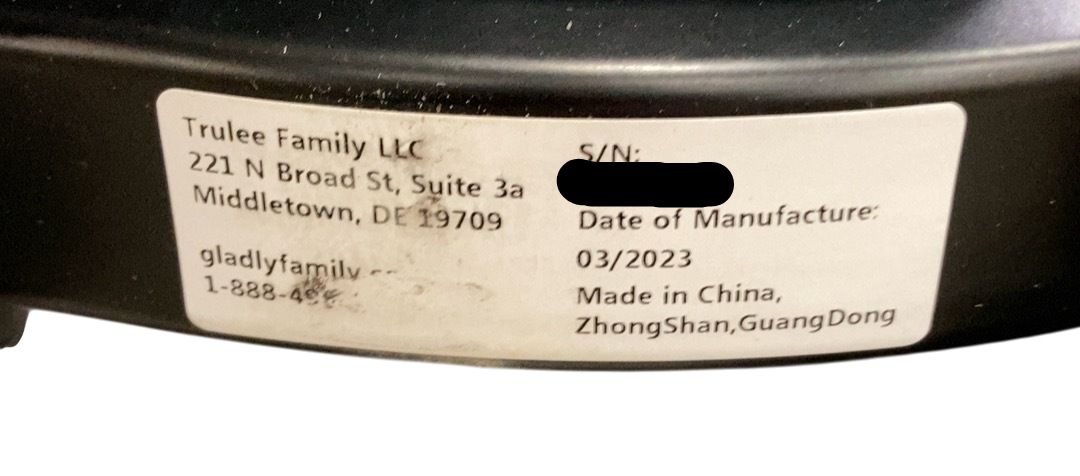 Trulee Family LLC
221 N Broad St, Suite 3a
Middletown, DE 19709
gladlyfamily
S/N:
Date of Manufacture:
03/2023
Made in China,
ZhongShan,GuangDong